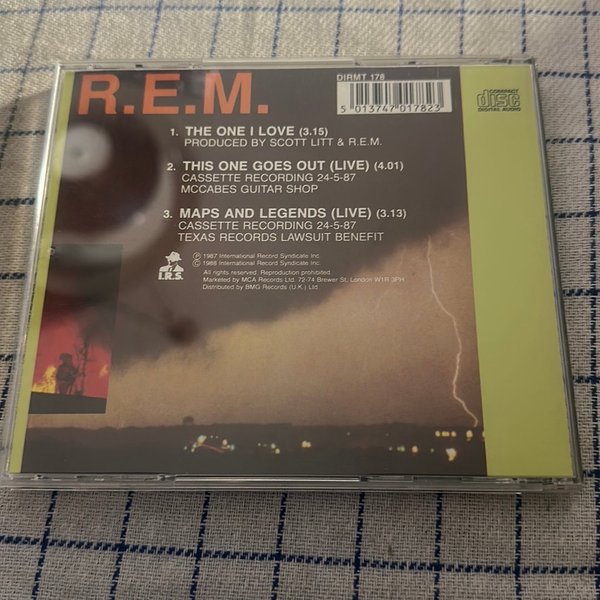 R.E.M.
DIRMT 178
5 013747 017823
COMPACT
disc
DIGITAL AUDIO
1. THE ONE I LOVE (3.15)
PRODUCED BY SCOTT LITT & R.E.M.
2. THIS ONE GOES OUT (LIVE) (4.01)
CASSETTE RECORDING 24-5-87
MCCABES GUITAR SHOP
3. MAPS AND LEGENDS (LIVE) (3.13)
CASSETTE RECORDING 24-5-87
TEXAS RECORDS LAWSUIT BENEFIT
I.R.S.
℗ 1987 International Record Syndicate Inc.
© 1988 International Record Syndicate Inc.
All rights reserved. Reproduction prohibited.
Marketed by MCA Records Ltd. 72-74 Brewer St, London W1R 3PH
Distributed by BMG Records (U.K.) Ltd